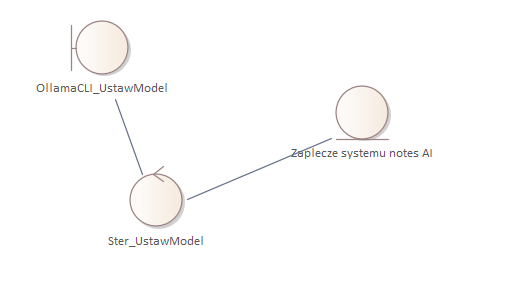 OllamaCLI_UstawModel
Zaplecze systemu notes AI
Ster_UstawModel